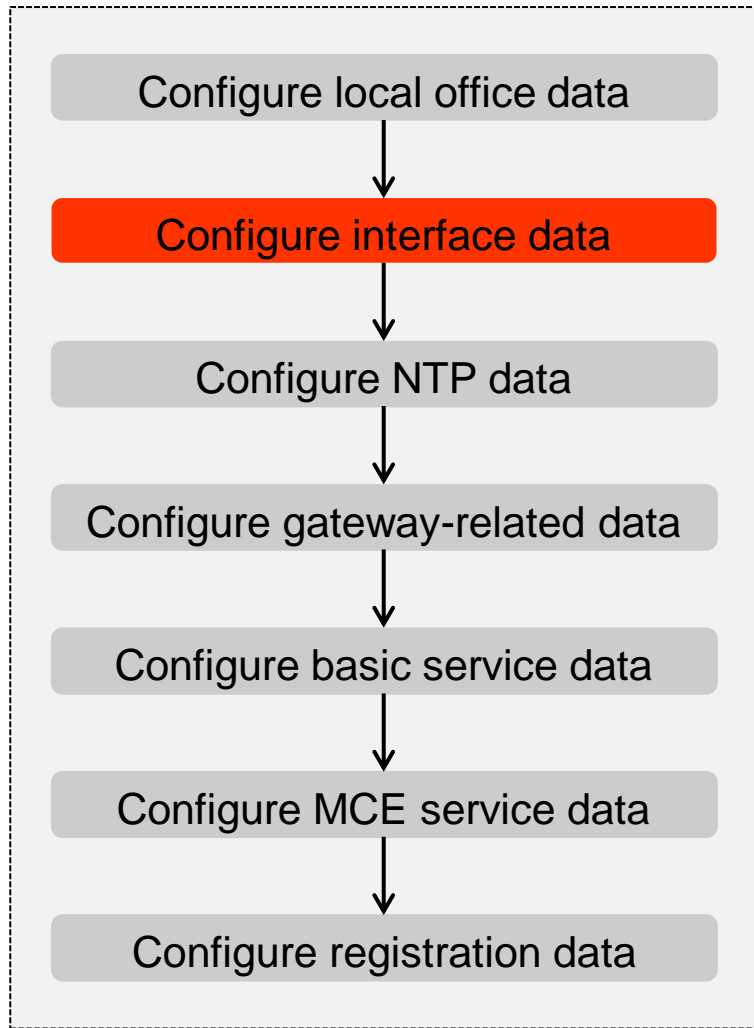 Configure local office data
Configure interface data
Configure NTP data
Configure gateway-related data
Configure basic service data
Configure MCE service data
Configure registration data